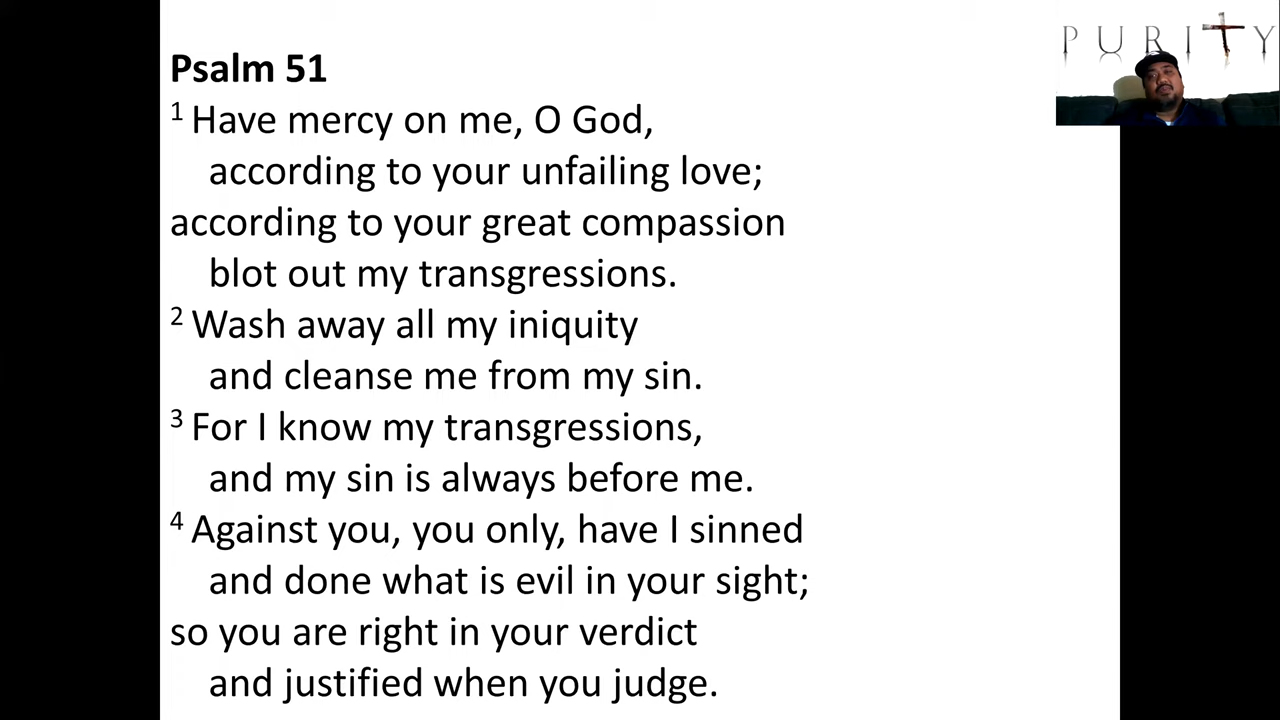 PURITY
Psalm 51
1 Have mercy on me, O God,
according to your unfailing love;
according to your great compassion
blot out my transgressions.
2 Wash away all my iniquity
and cleanse me from my sin.
3 For I know my transgressions,
and my sin is always before me.
4 Against you, you only, have I sinned
and done what is evil in your sight;
so you are right in your verdict
and justified when you judge.